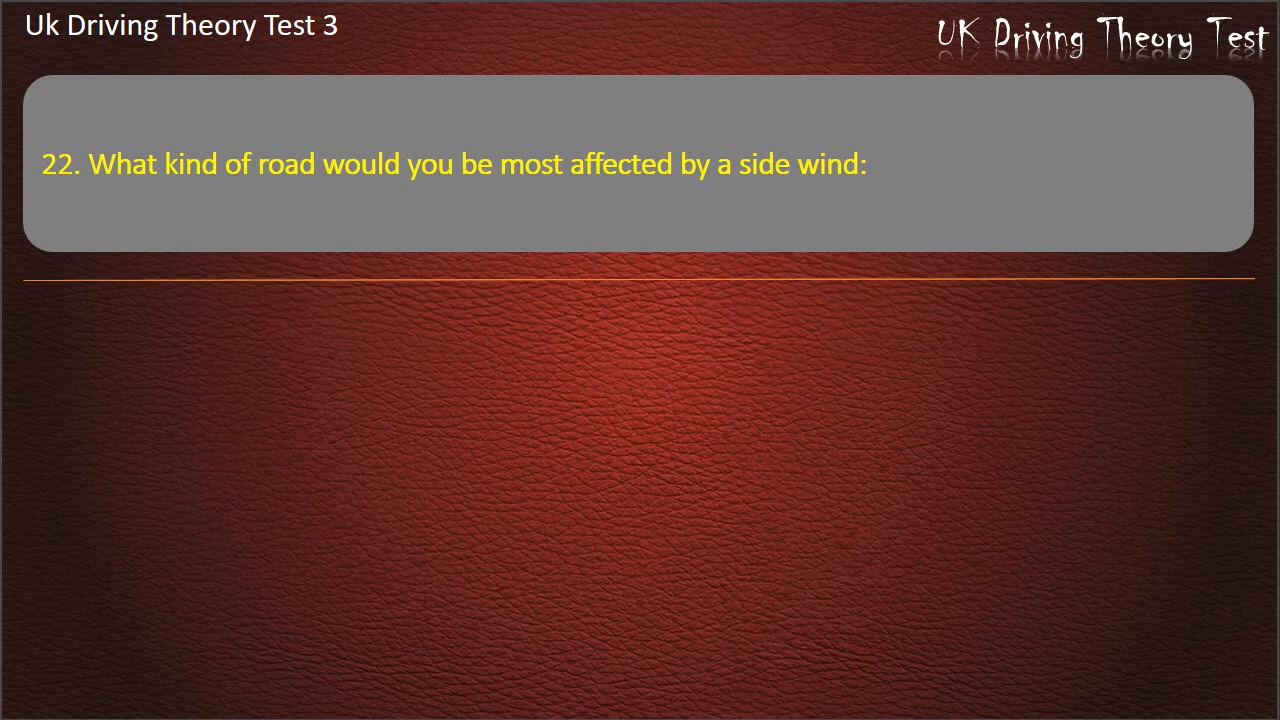 Uk Driving Theory Test 3
UK Driving Theory Test
22. What kind of road would you be most affected by a side wind: